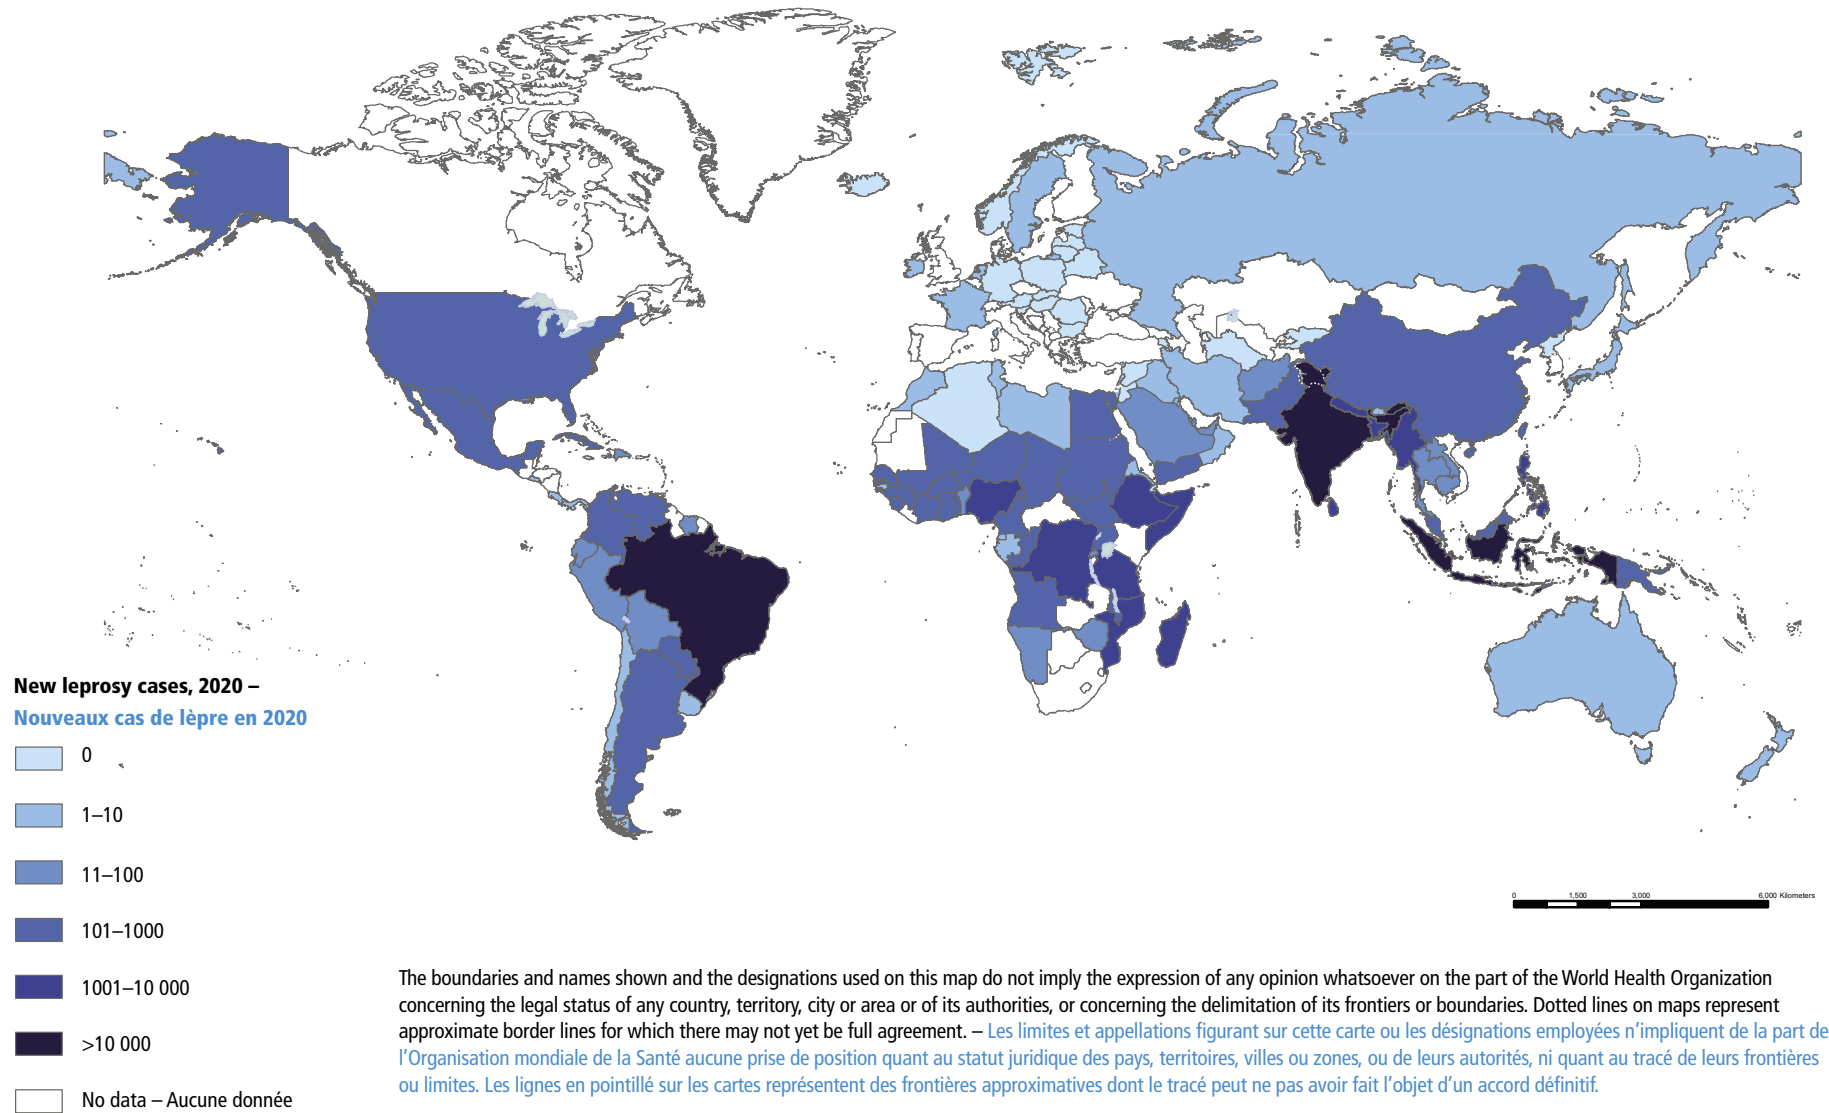 New leprosy cases, 2020 –
Nouveaux cas de lèpre en 2020
0
1–10
11–100
101–1000
1001–10 000
>10 000
No data – Aucune donnée
0 1,500 3,000 6,000 Kilometers
The boundaries and names shown and the designations used on this map do not imply the expression of any opinion whatsoever on the part of the World Health Organization
concerning the legal status of any country, territory, city or area or of its authorities, or concerning the delimitation of its frontiers or boundaries. Dotted lines on maps represent
approximate border lines for which there may not yet be full agreement. – Les limites et appellations figurant sur cette carte ou les désignations employées n’impliquent de la part de
l’Organisation mondiale de la Santé aucune prise de position quant au statut juridique des pays, territoires, villes ou zones, ou de leurs autorités, ni quant au tracé de leurs frontières
ou limites. Les lignes en pointillé sur les cartes représentent des frontières approximatives dont le tracé peut ne pas avoir fait l’objet d’un accord définitif.